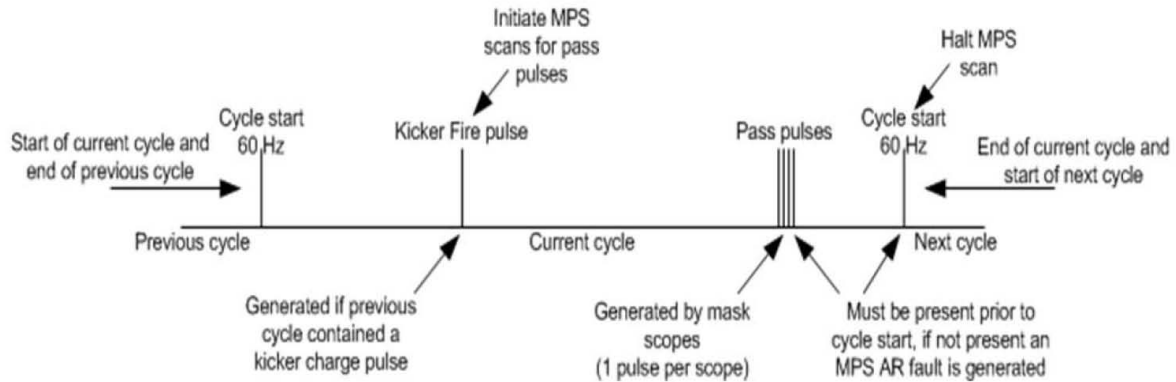 Initiate MPS
scans for pass
pulses
Halt MPS
scan
Start of current cycle and
end of previous cycle
Cycle start
60 Hz
Kicker Fire pulse
Pass pulses
Cycle start
60 Hz
End of current cycle and
start of next cycle
Previous cycle
Current cycle
Next cycle
Generated if previous
cycle contained a
kicker charge pulse
Generated by mask
scopes
(1 pulse per scope)
Must be present prior to
cycle start, if not present an
MPS AR fault is generated